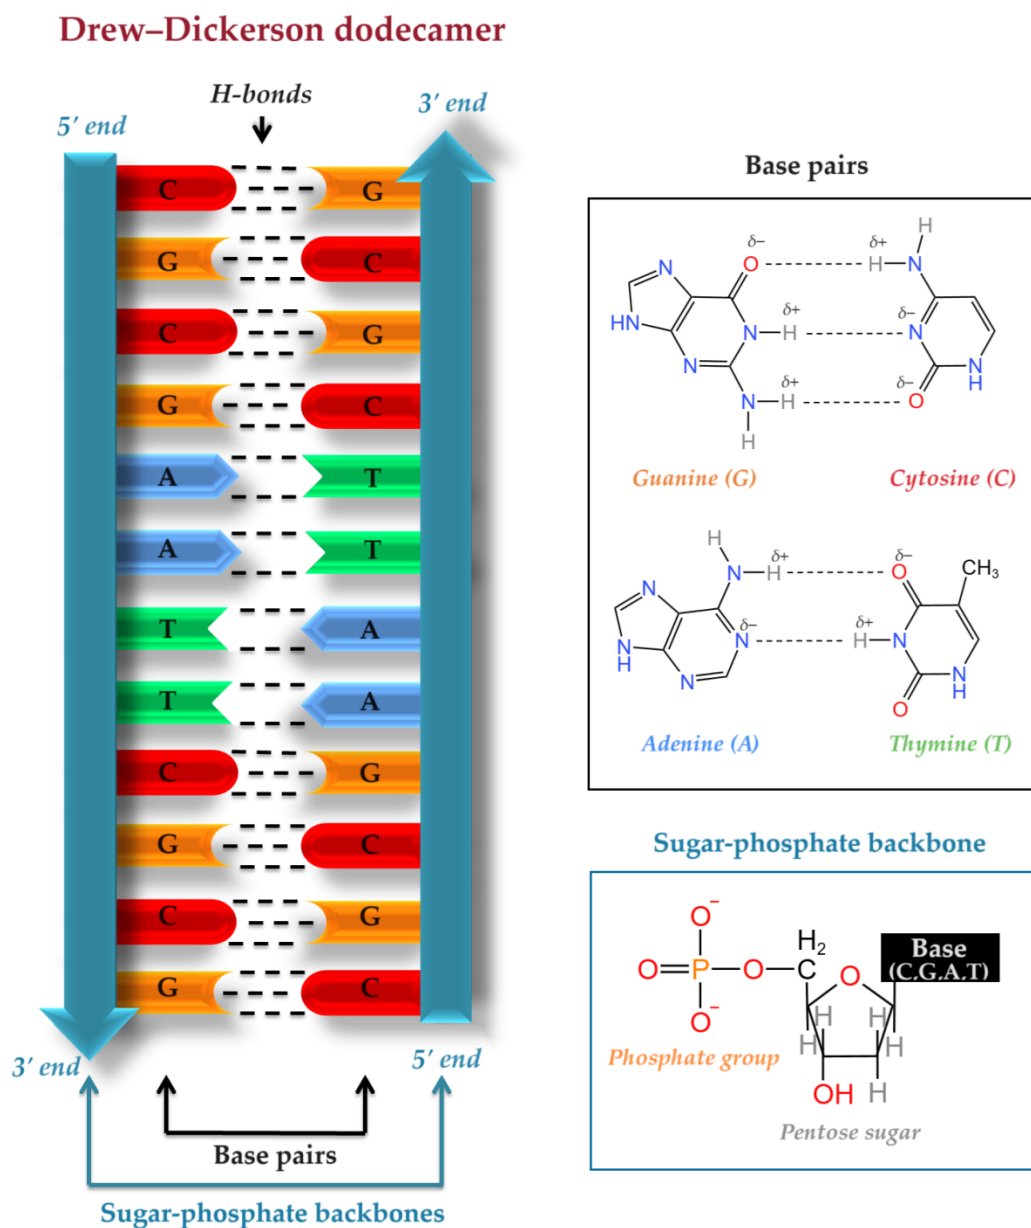 Drew–Dickerson dodecamer
H-bonds
5′ end
3′ end
C G
G C
C G
G C
A T
A T
T A
T A
C G
G C
C G
G C
3′ end
5′ end
Base pairs
Sugar-phosphate backbones
Base pairs
δ− O
δ+ H N H
N
HN
N
N H δ+
δ− N
N H δ+
H
δ− O
N H
Guanine (G)
Cytosine (C)
H
N H δ+
δ− O
CH₃
N
N H
N
N δ−
δ+ H N
N H
O
Adenine (A)
Thymine (T)
Sugar-phosphate backbone
O⁻
O P O
O⁻
H₂
C
O
Base
(C,G,A,T)
H H H H H
OH H
Phosphate group
Pentose sugar